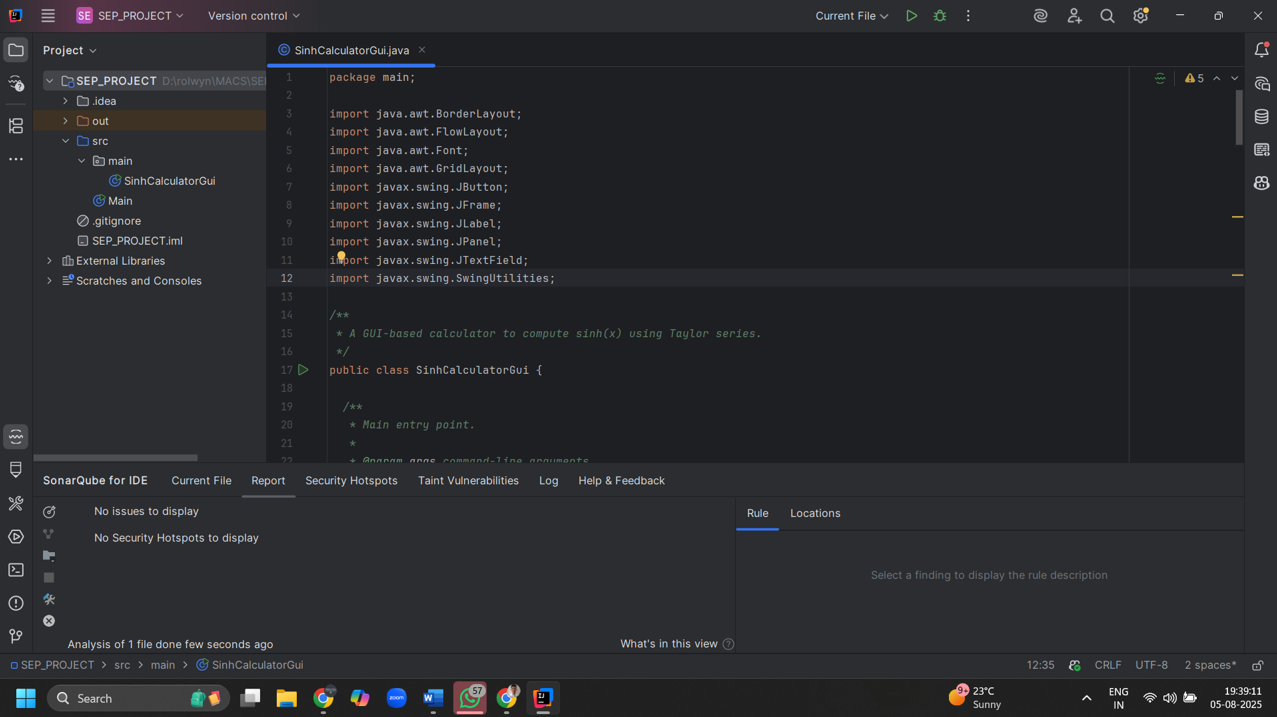 SE SEP_PROJECT Version control Current File
Project
SinhCalculatorGui.java
SEP_PROJECT D:\rolwyn\MACS\SE
.idea
out
src
main
SinhCalculatorGui
Main
.gitignore
SEP_PROJECT.iml
External Libraries
Scratches and Consoles
5
1 package main;
2
3 import java.awt.BorderLayout;
4 import java.awt.FlowLayout;
5 import java.awt.Font;
6 import java.awt.GridLayout;
7 import javax.swing.JButton;
8 import javax.swing.JFrame;
9 import javax.swing.JLabel;
10 import javax.swing.JPanel;
11 import javax.swing.JTextField;
12 import javax.swing.SwingUtilities;
13
14 /**
15 * A GUI-based calculator to compute sinh(x) using Taylor series.
16 */
17 public class SinhCalculatorGui {
18
19 /**
20 * Main entry point.
21 *
22 * @param args command-line arguments
SonarQube for IDE Current File Report Security Hotspots Taint Vulnerabilities Log Help & Feedback
No issues to display
No Security Hotspots to display
Analysis of 1 file done few seconds ago
What's in this view ?
Rule Locations
Select a finding to display the rule description
SEP_PROJECT > src > main > SinhCalculatorGui
12:35 CRLF UTF-8 2 spaces*
Search
zoom
57
9+
23°C
Sunny
ENG
IN
19:39:11
05-08-2025